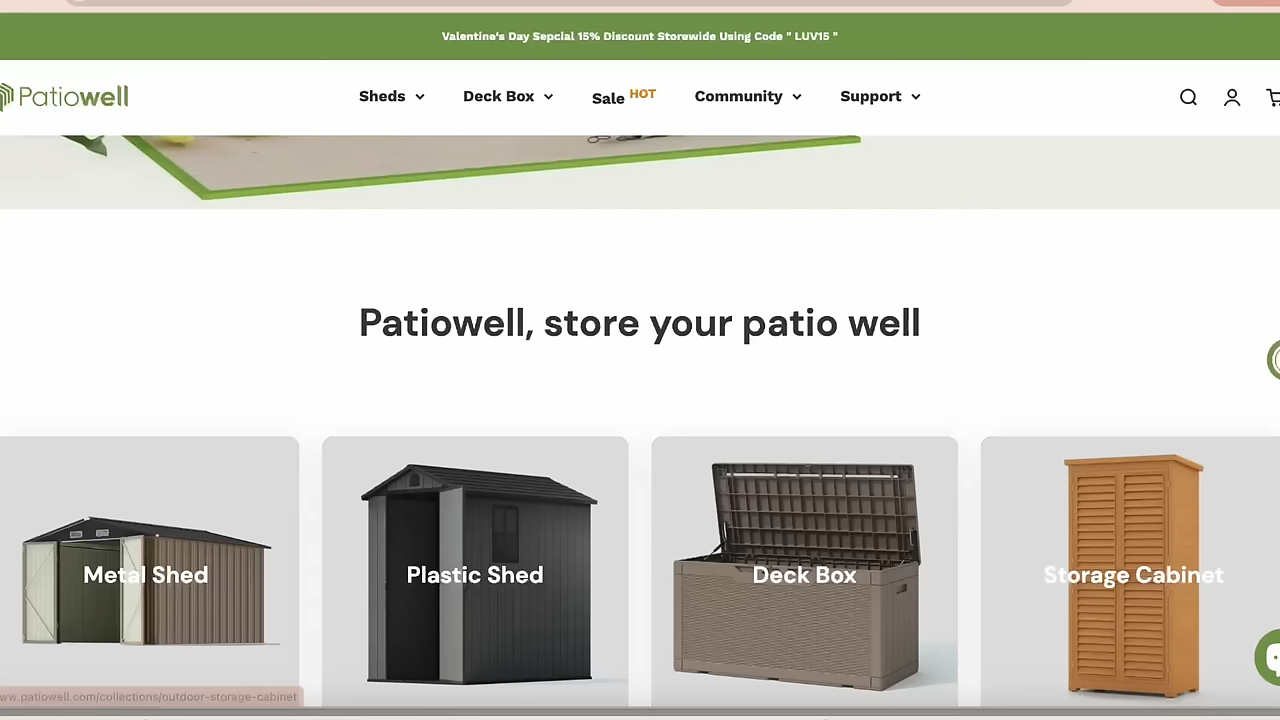 Valentine's Day Sepcial 15% Discount Storewide Using Code " LUV15 "
Patiowell
Sheds
Deck Box
Sale HOT
Community
Support
Patiowell, store your patio well
Metal Shed
Plastic Shed
Deck Box
Storage Cabinet
ww.patiowell.com/collections/outdoor-storage-cabinet